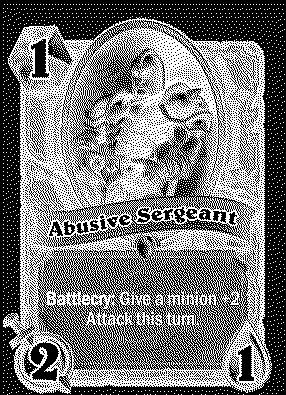 1
Abusive Sergeant
Battlecry: Give a minion +2
Attack this turn.
2
1